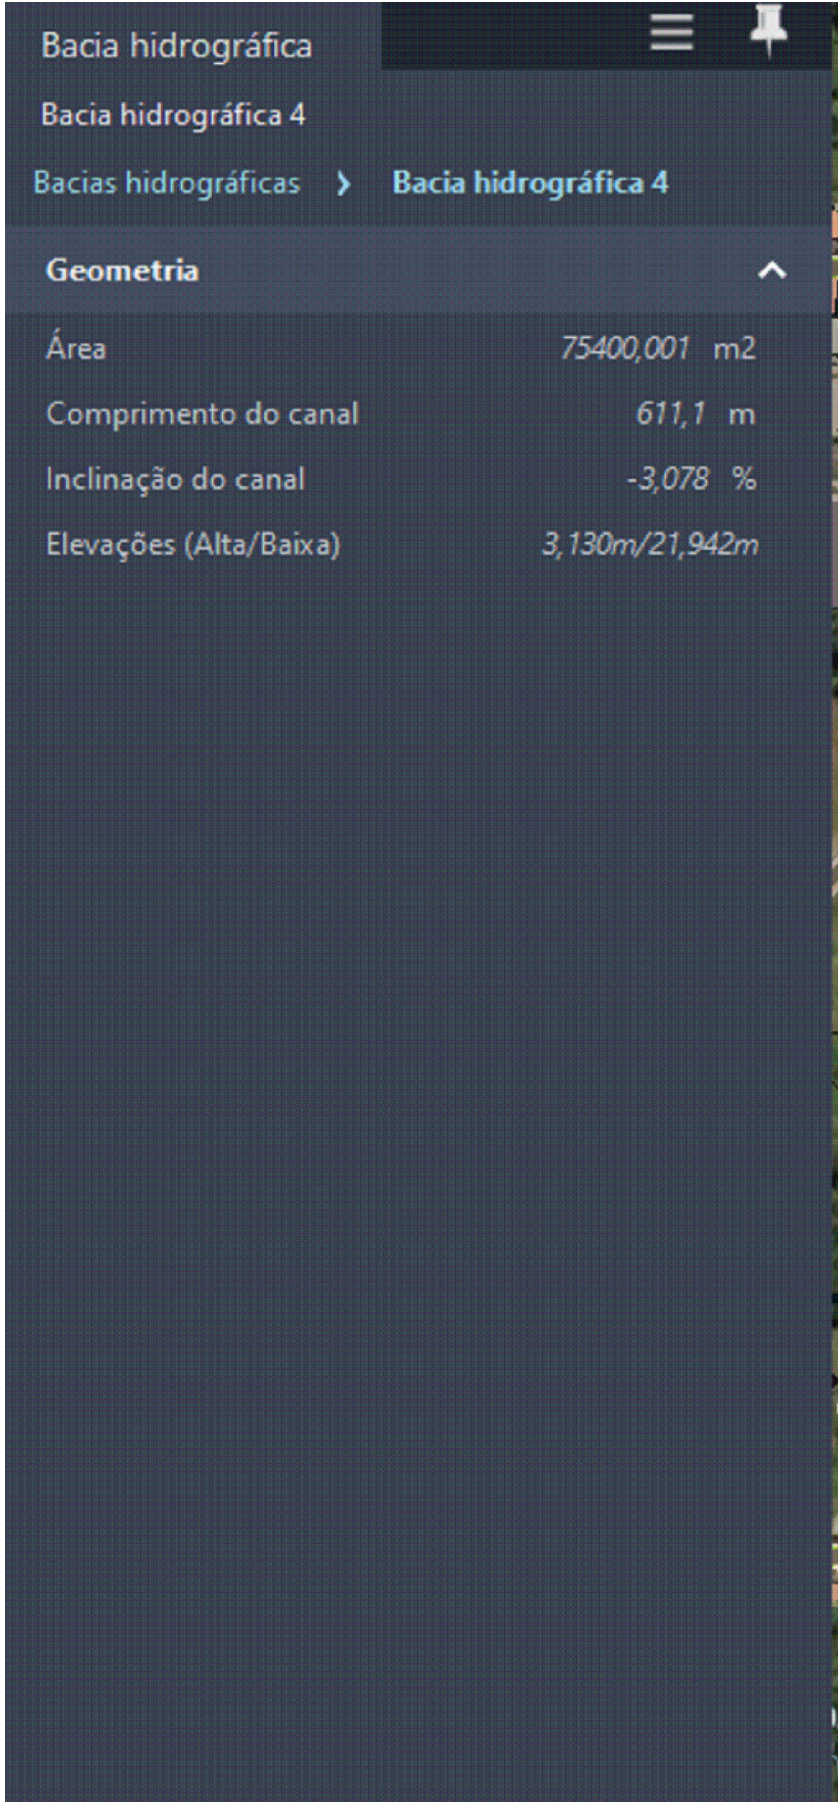 Bacia hidrográfica
Bacia hidrográfica 4
Bacias hidrográficas › Bacia hidrográfica 4
Geometria
Área 75400,001 m2
Comprimento do canal 611,1 m
Inclinação do canal -3,078 %
Elevações (Alta/Baixa) 3,130m/21,942m